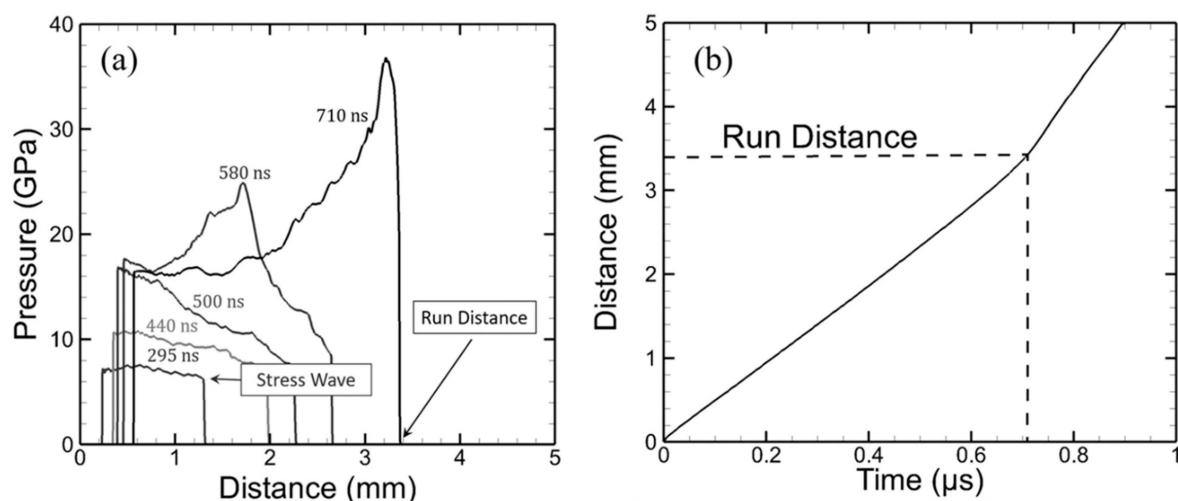 (a)
40
30
20
10
0
0
1
2
3
4
5
Pressure (GPa)
Distance (mm)
710 ns
580 ns
500 ns
440 ns
295 ns
Stress Wave
Run Distance
(b)
5
4
3
2
1
0
0
0.2
0.4
0.6
0.8
1
Distance (mm)
Time (μs)
Run Distance